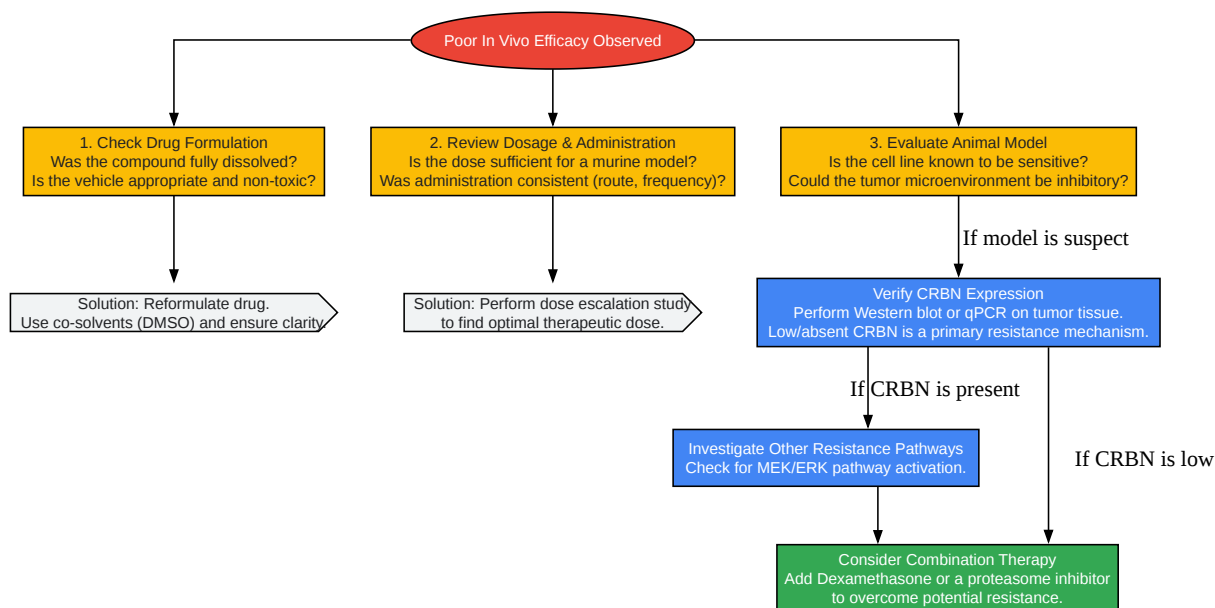 Poor In Vivo Efficacy Observed
1. Check Drug Formulation
Was the compound fully dissolved?
Is the vehicle appropriate and non-toxic?
2. Review Dosage & Administration
Is the dose sufficient for a murine model?
Was administration consistent (route, frequency)?
3. Evaluate Animal Model
Is the cell line known to be sensitive?
Could the tumor microenvironment be inhibitory?
If model is suspect
Solution: Reformulate drug.
Use co-solvents (DMSO) and ensure clarity.
Solution: Perform dose escalation study
to find optimal therapeutic dose.
Verify CRBN Expression
Perform Western blot or qPCR on tumor tissue.
Low/absent CRBN is a primary resistance mechanism.
If CRBN is present
Investigate Other Resistance Pathways
Check for MEK/ERK pathway activation.
If CRBN is low
Consider Combination Therapy
Add Dexamethasone or a proteasome inhibitor
to overcome potential resistance.